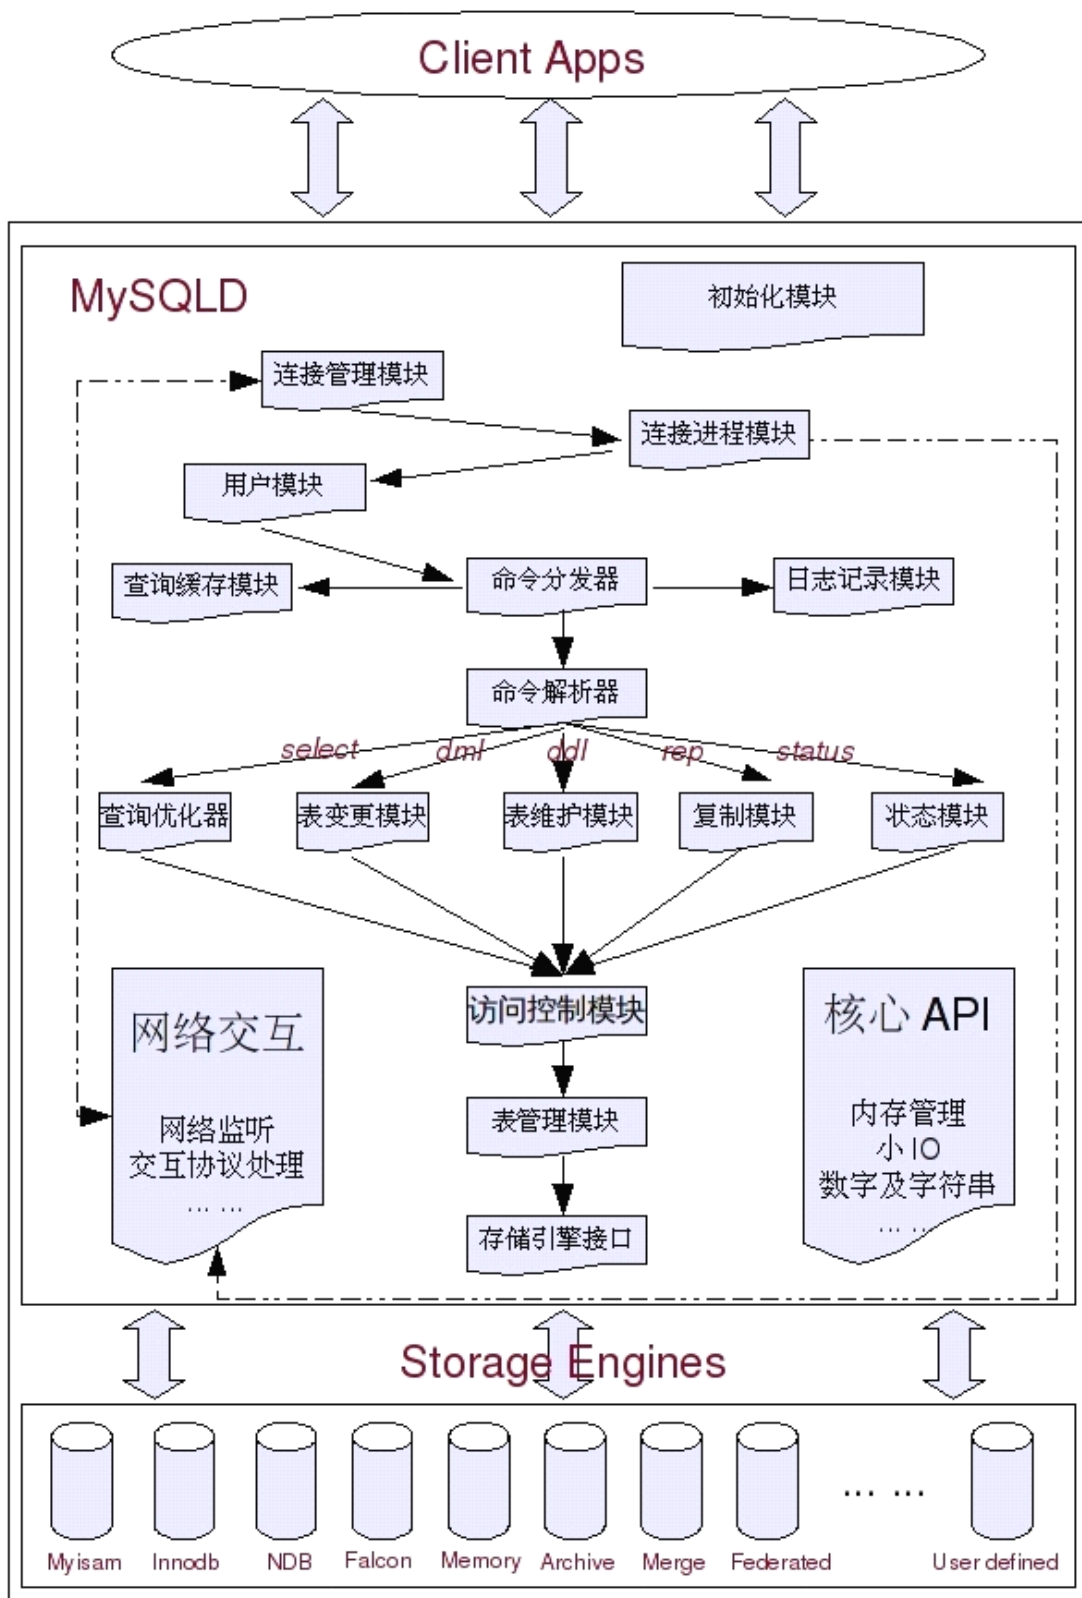 Client Apps
MySQLD
初始化模块
连接管理模块
连接进程模块
用户模块
查询缓存模块
命令分发器
日志记录模块
命令解析器
select
dml
ddl
rep
status
查询优化器
表变更模块
表维护模块
复制模块
状态模块
网络交互
网络监听
交互协议处理
... ...
访问控制模块
表管理模块
存储引擎接口
核心 API
内存管理
小 IO
数字及字符串
... ...
Storage Engines
Myisam
Innodb
NDB
Falcon
Memory
Archive
Merge
Federated
... ...
User defined